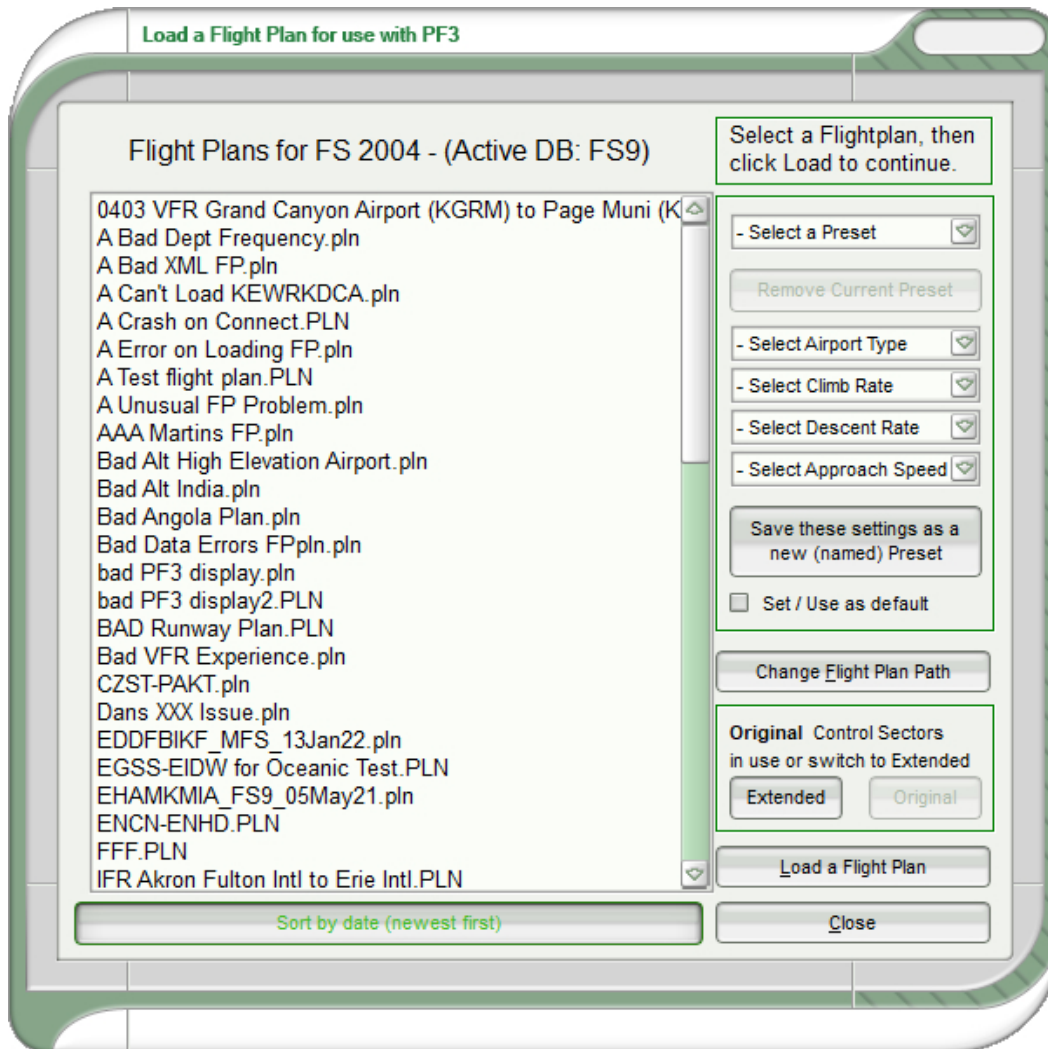 Load a Flight Plan for use with PF3
Flight Plans for FS 2004 - (Active DB: FS9)
0403 VFR Grand Canyon Airport (KGRM) to Page Muni (K
A Bad Dept Frequency.pln
A Bad XML FP.pln
A Can't Load KEWRKDCA.pln
A Crash on Connect.PLN
A Error on Loading FP.pln
A Test flight plan.PLN
A Unusual FP Problem.pln
AAA Martins FP.pln
Bad Alt High Elevation Airport.pln
Bad Alt India.pln
Bad Angola Plan.pln
Bad Data Errors FPpln.pln
bad PF3 display.pln
bad PF3 display2.PLN
BAD Runway Plan.PLN
Bad VFR Experience.pln
CZST-PAKT.pln
Dans XXX Issue.pln
EDDFBIKF_MFS_13Jan22.pln
EGSS-EIDW for Oceanic Test.PLN
EHAMKMIA_FS9_05May21.pln
ENCN-ENHD.PLN
FFF.PLN
IFR Akron Fulton Intl to Erie Intl.PLN
Sort by date (newest first)
Select a Flightplan, then
click Load to continue.
- Select a Preset
Remove Current Preset
- Select Airport Type
- Select Climb Rate
- Select Descent Rate
- Select Approach Speed
Save these settings as a
new (named) Preset
Set / Use as default
Change Flight Plan Path
Original Control Sectors
in use or switch to Extended
Extended
Original
Load a Flight Plan
Close